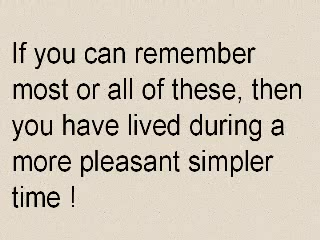 If you can remember
most or all of these, then
you have lived during a
more pleasant simpler
time !